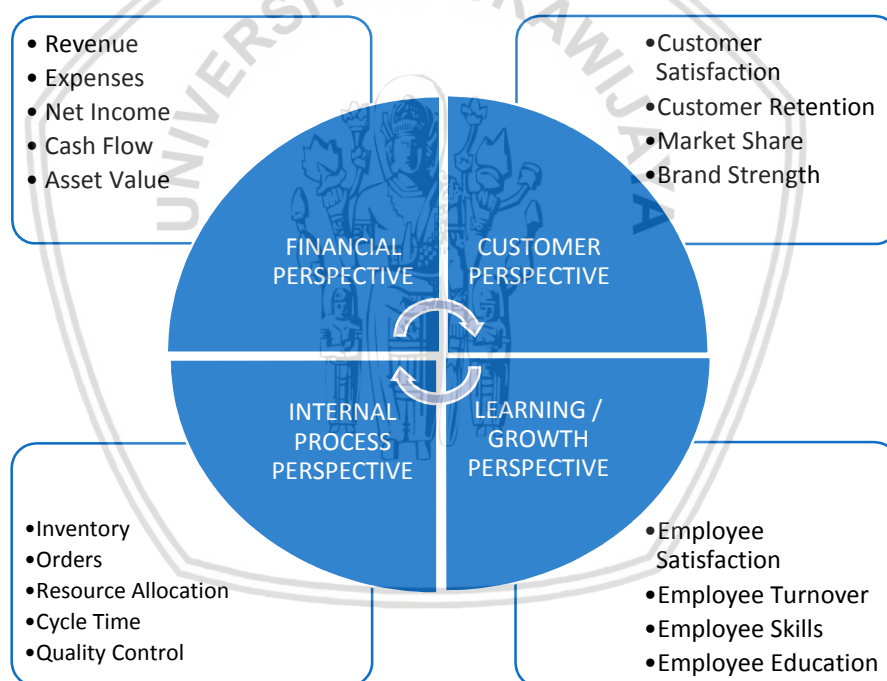 • Revenue
• Expenses
• Net Income
• Cash Flow
• Asset Value
•Customer
Satisfaction
•Customer Retention
•Market Share
•Brand Strength
FINANCIAL
PERSPECTIVE
CUSTOMER
PERSPECTIVE
INTERNAL
PROCESS
PERSPECTIVE
LEARNING /
GROWTH
PERSPECTIVE
•Inventory
•Orders
•Resource Allocation
•Cycle Time
•Quality Control
•Employee
Satisfaction
•Employee Turnover
•Employee Skills
•Employee Education